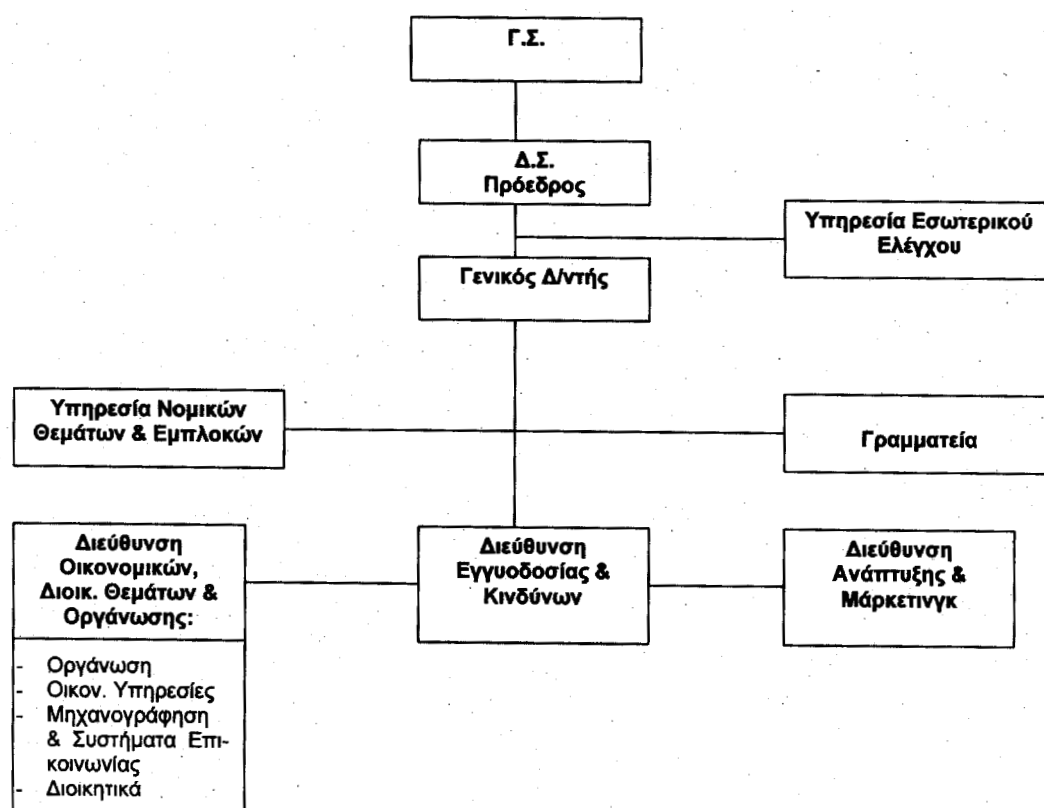 Γ.Σ.
Δ.Σ.
Πρόεδρος
Υπηρεσία Εσωτερικού
Ελέγχου
Γενικός Δ/ντής
Υπηρεσία Νομικών
Θεμάτων & Εμπλοκών
Γραμματεία
Διεύθυνση
Οικονομικών,
Διοικ. Θεμάτων &
Οργάνωσης:
- Οργάνωση
- Οικον. Υπηρεσίες
- Μηχανογράφηση
& Συστήματα Επι-
κοινωνίας
- Διοικητικά
Διεύθυνση
Εγγυοδοσίας &
Κινδύνων
Διεύθυνση
Ανάπτυξης &
Μάρκετινγκ